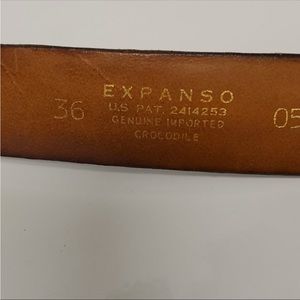 EXPANSO
36 U.S. PAT. 2414253 05
GENUINE IMPORTED
CROCODILE